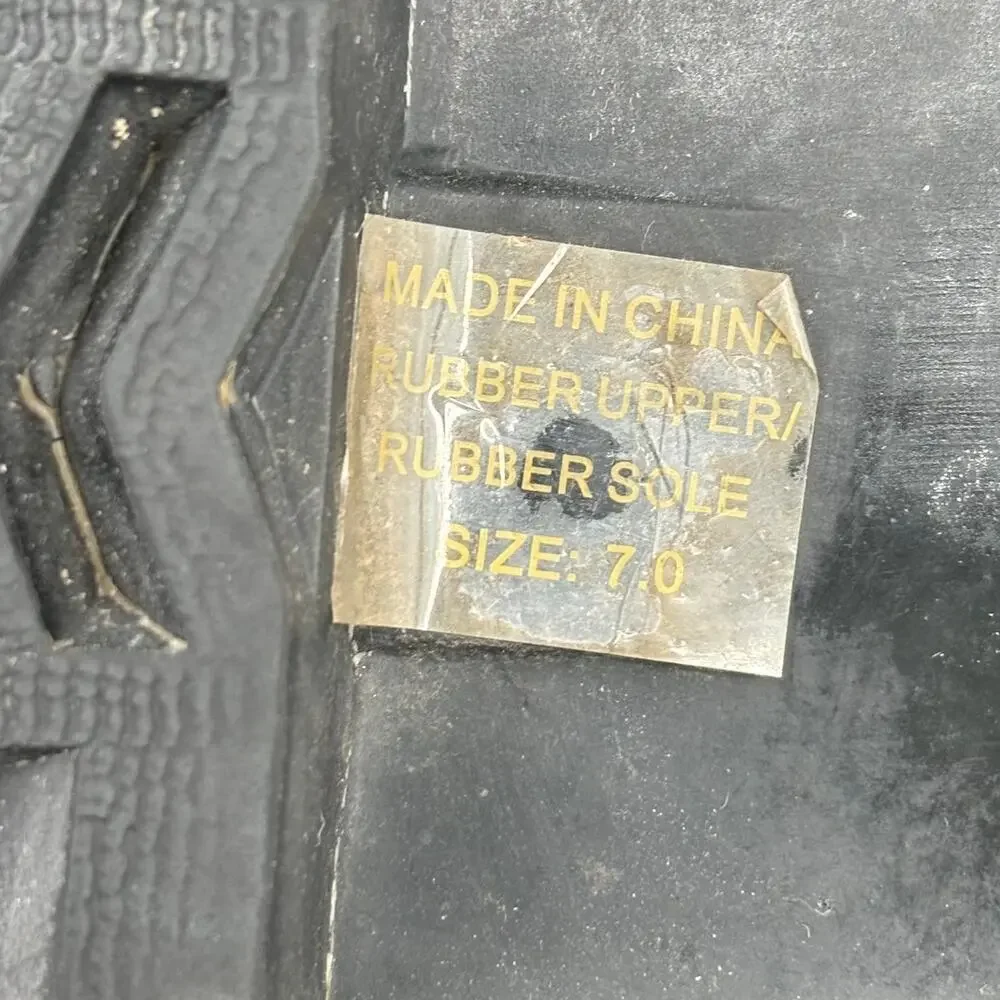 MADE IN CHINA
RUBBER UPPER/
RUBBER SOLE
SIZE: 7.0